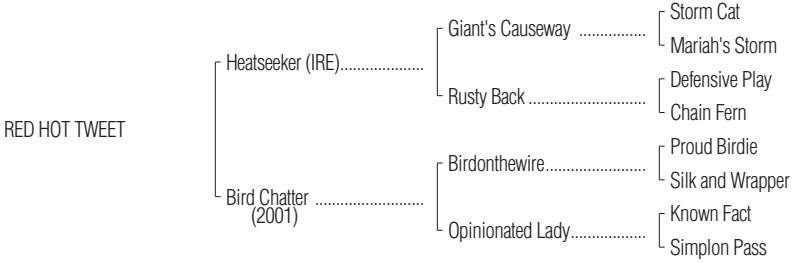 Storm Cat
Giant's Causeway ................
Mariah's Storm
Heatseeker (IRE)....................
Defensive Play
Rusty Back ............................
Chain Fern
RED HOT TWEET
Proud Birdie
Birdonthewire........................
Silk and Wrapper
Bird Chatter ..........................
(2001)
Known Fact
Opinionated Lady..................
Simplon Pass